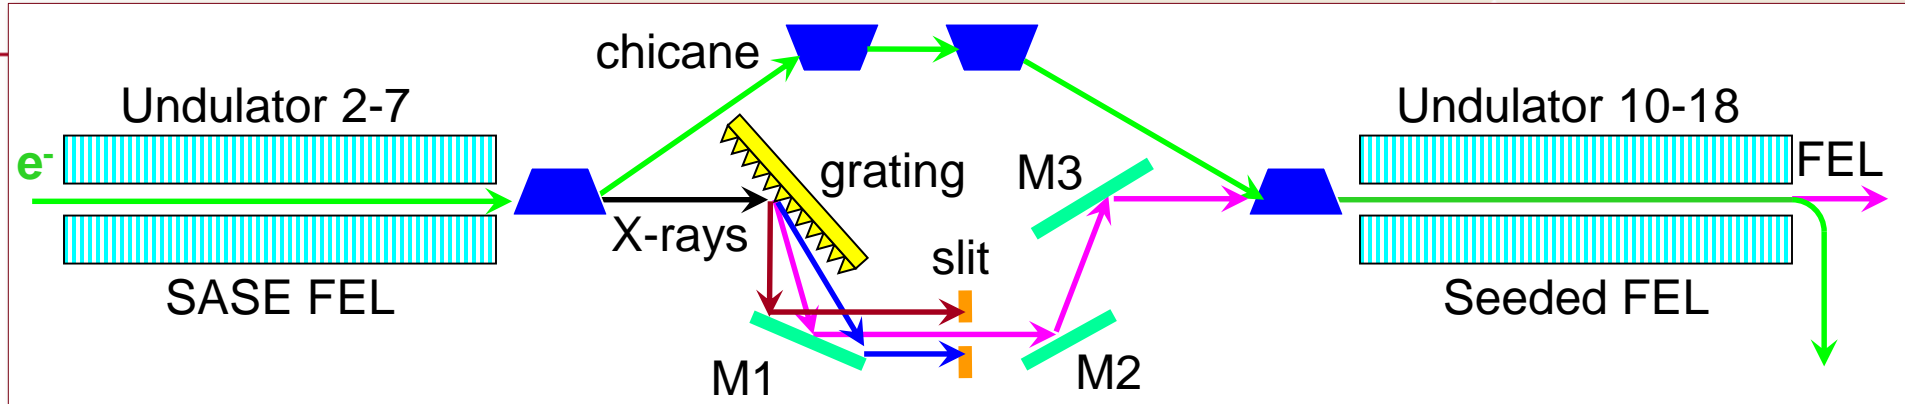 chicane
Undulator 2-7
Undulator 10-18
e-
grating
M3
FEL
X-rays
slit
SASE FEL
Seeded FEL
M1
M2